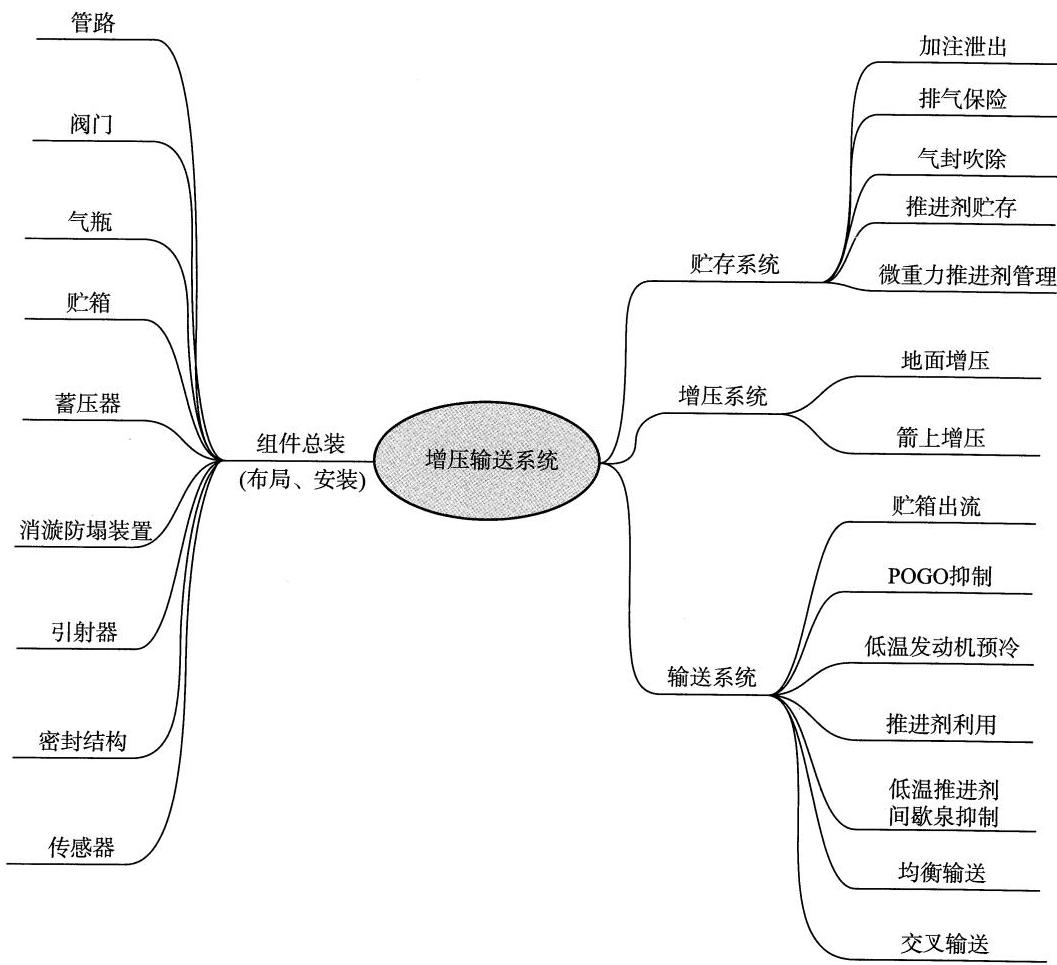 管路
阀门
气瓶
贮箱
蓄压器
消漩防塌装置
引射器
密封结构
传感器
组件总装
(布局、安装)
增压输送系统
贮存系统
加注泄出
排气保险
气封吹除
推进剂贮存
微重力推进剂管理
增压系统
地面增压
箭上增压
输送系统
贮箱出流
POGO抑制
低温发动机预冷
推进剂利用
低温推进剂
间歇泉抑制
均衡输送
交叉输送